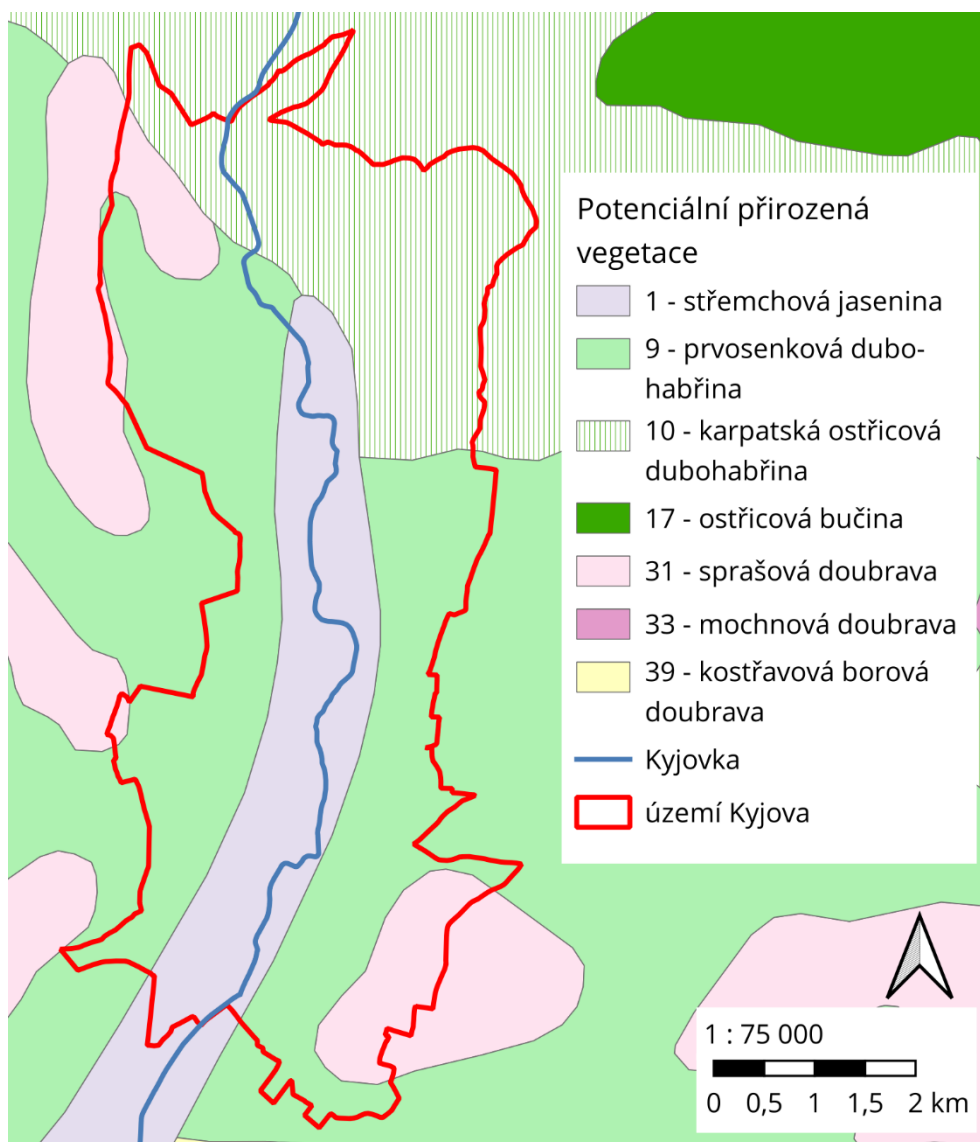 Potenciální přirozená
vegetace
1 - střemchová jasenina
9 - prvosenková dubo-
habřina
10 - karpatská ostřicová
dubohabřina
17 - ostřicová bučina
31 - sprašová doubrava
33 - mochnová doubrava
39 - kostřavová borová
doubrava
Kyjovka
území Kyjova
1 : 75 000
0 0,5 1 1,5 2 km